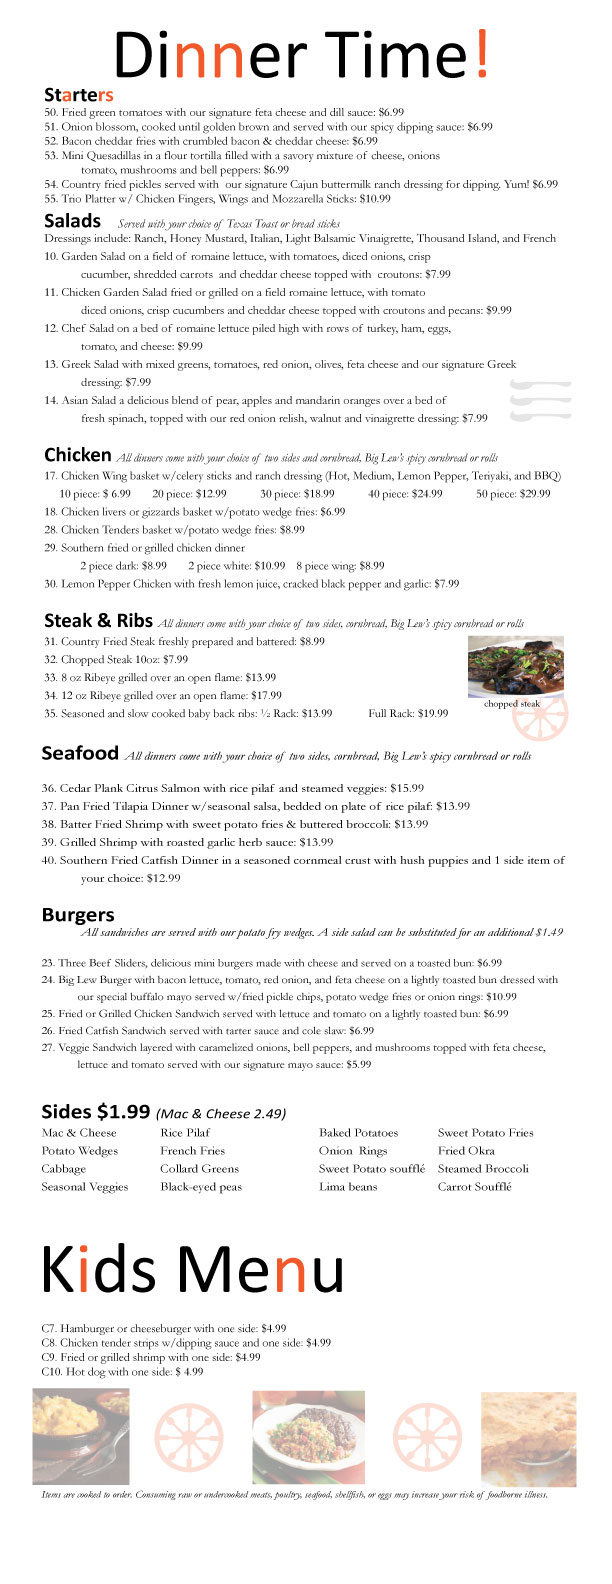 Dinner Time!
Starters
50. Fried green tomatoes with our signature feta cheese and dill sauce: $6.99
51. Onion blossom, cooked until golden brown and served with our spicy dipping sauce: $6.99
52. Bacon cheddar fries with crumbled bacon & cheddar cheese: $6.99
53. Mini Quesadillas in a flour tortilla filled with a savory mixture of cheese, onions
tomato, mushrooms and bell peppers: $6.99
54. Country fried pickles served with our signature Cajun buttermilk ranch dressing for dipping. Yum! $6.99
55. Trio Platter w/ Chicken Fingers, Wings and Mozzarella Sticks: $10.99
Salads Served with your choice of Texas Toast or bread sticks
Dressings include: Ranch, Honey Mustard, Italian, Light Balsamic Vinaigrette, Thousand Island, and French
10. Garden Salad on a field of romaine lettuce, with tomatoes, diced onions, crisp
cucumber, shredded carrots and cheddar cheese topped with croutons: $7.99
11. Chicken Garden Salad fried or grilled on a field romaine lettuce, with tomato
diced onions, crisp cucumbers and cheddar cheese topped with croutons and pecans: $9.99
12. Chef Salad on a bed of romaine lettuce piled high with rows of turkey, ham, eggs,
tomato, and cheese: $9.99
13. Greek Salad with mixed greens, tomatoes, red onion, olives, feta cheese and our signature Greek
dressing: $7.99
14. Asian Salad a delicious blend of pear, apples and mandarin oranges over a bed of
fresh spinach, topped with our red onion relish, walnut and vinaigrette dressing: $7.99
Chicken All dinners come with your choice of two sides and cornbread, Big Lew's spicy cornbread or rolls
17. Chicken Wing basket w/celery sticks and ranch dressing (Hot, Medium, Lemon Pepper, Teriyaki, and BBQ)
10 piece: $ 6.99 20 piece: $12.99 30 piece: $18.99 40 piece: $24.99 50 piece: $29.99
18. Chicken livers or gizzards basket w/potato wedge fries: $6.99
28. Chicken Tenders basket w/potato wedge fries: $8.99
29. Southern fried or grilled chicken dinner
2 piece dark: $8.99 2 piece white: $10.99 8 piece wing: $8.99
30. Lemon Pepper Chicken with fresh lemon juice, cracked black pepper and garlic: $7.99
Steak & Ribs All dinners come with your choice of two sides, cornbread, Big Lew's spicy cornbread or rolls
31. Country Fried Steak freshly prepared and battered: $8.99
32. Chopped Steak 10oz: $7.99
33. 8 oz Ribeye grilled over an open flame: $13.99
34. 12 oz Ribeye grilled over an open flame: $17.99
chopped steak
35. Seasoned and slow cooked baby back ribs: ½ Rack: $13.99 Full Rack: $19.99
Seafood All dinners come with your choice of two sides, cornbread, Big Lew's spicy cornbread or rolls
36. Cedar Plank Citrus Salmon with rice pilaf and steamed veggies: $15.99
37. Pan Fried Tilapia Dinner w/seasonal salsa, bedded on plate of rice pilaf: $13.99
38. Batter Fried Shrimp with sweet potato fries & buttered broccoli: $13.99
39. Grilled Shrimp with roasted garlic herb sauce: $13.99
40. Southern Fried Catfish Dinner in a seasoned cornmeal crust with hush puppies and 1 side item of
your choice: $12.99
Burgers
All sandwiches are served with our potato fry wedges. A side salad can be substituted for an additional $1.49
23. Three Beef Sliders, delicious mini burgers made with cheese and served on a toasted bun: $6.99
24. Big Lew Burger with bacon lettuce, tomato, red onion, and feta cheese on a lightly toasted bun dressed with
our special buffalo mayo served w/fried pickle chips, potato wedge fries or onion rings: $10.99
25. Fried or Grilled Chicken Sandwich served with lettuce and tomato on a lightly toasted bun: $6.99
26. Fried Catfish Sandwich served with tarter sauce and cole slaw: $6.99
27. Veggie Sandwich layered with caramelized onions, bell peppers, and mushrooms topped with feta cheese,
lettuce and tomato served with our signature mayo sauce: $5.99
Sides $1.99 (Mac & Cheese 2.49)
Mac & Cheese Rice Pilaf Baked Potatoes Sweet Potato Fries
Potato Wedges French Fries Onion Rings Fried Okra
Cabbage Collard Greens Sweet Potato soufflé Steamed Broccoli
Seasonal Veggies Black-eyed peas Lima beans Carrot Soufflé
Kids Menu
C7. Hamburger or cheeseburger with one side: $4.99
C8. Chicken tender strips w/dipping sauce and one side: $4.99
C9. Fried or grilled shrimp with one side: $4.99
C10. Hot dog with one side: $ 4.99
Items are cooked to order. Consuming raw or undercooked meats, poultry, seafood, shellfish, or eggs may increase your risk of foodborne illness.